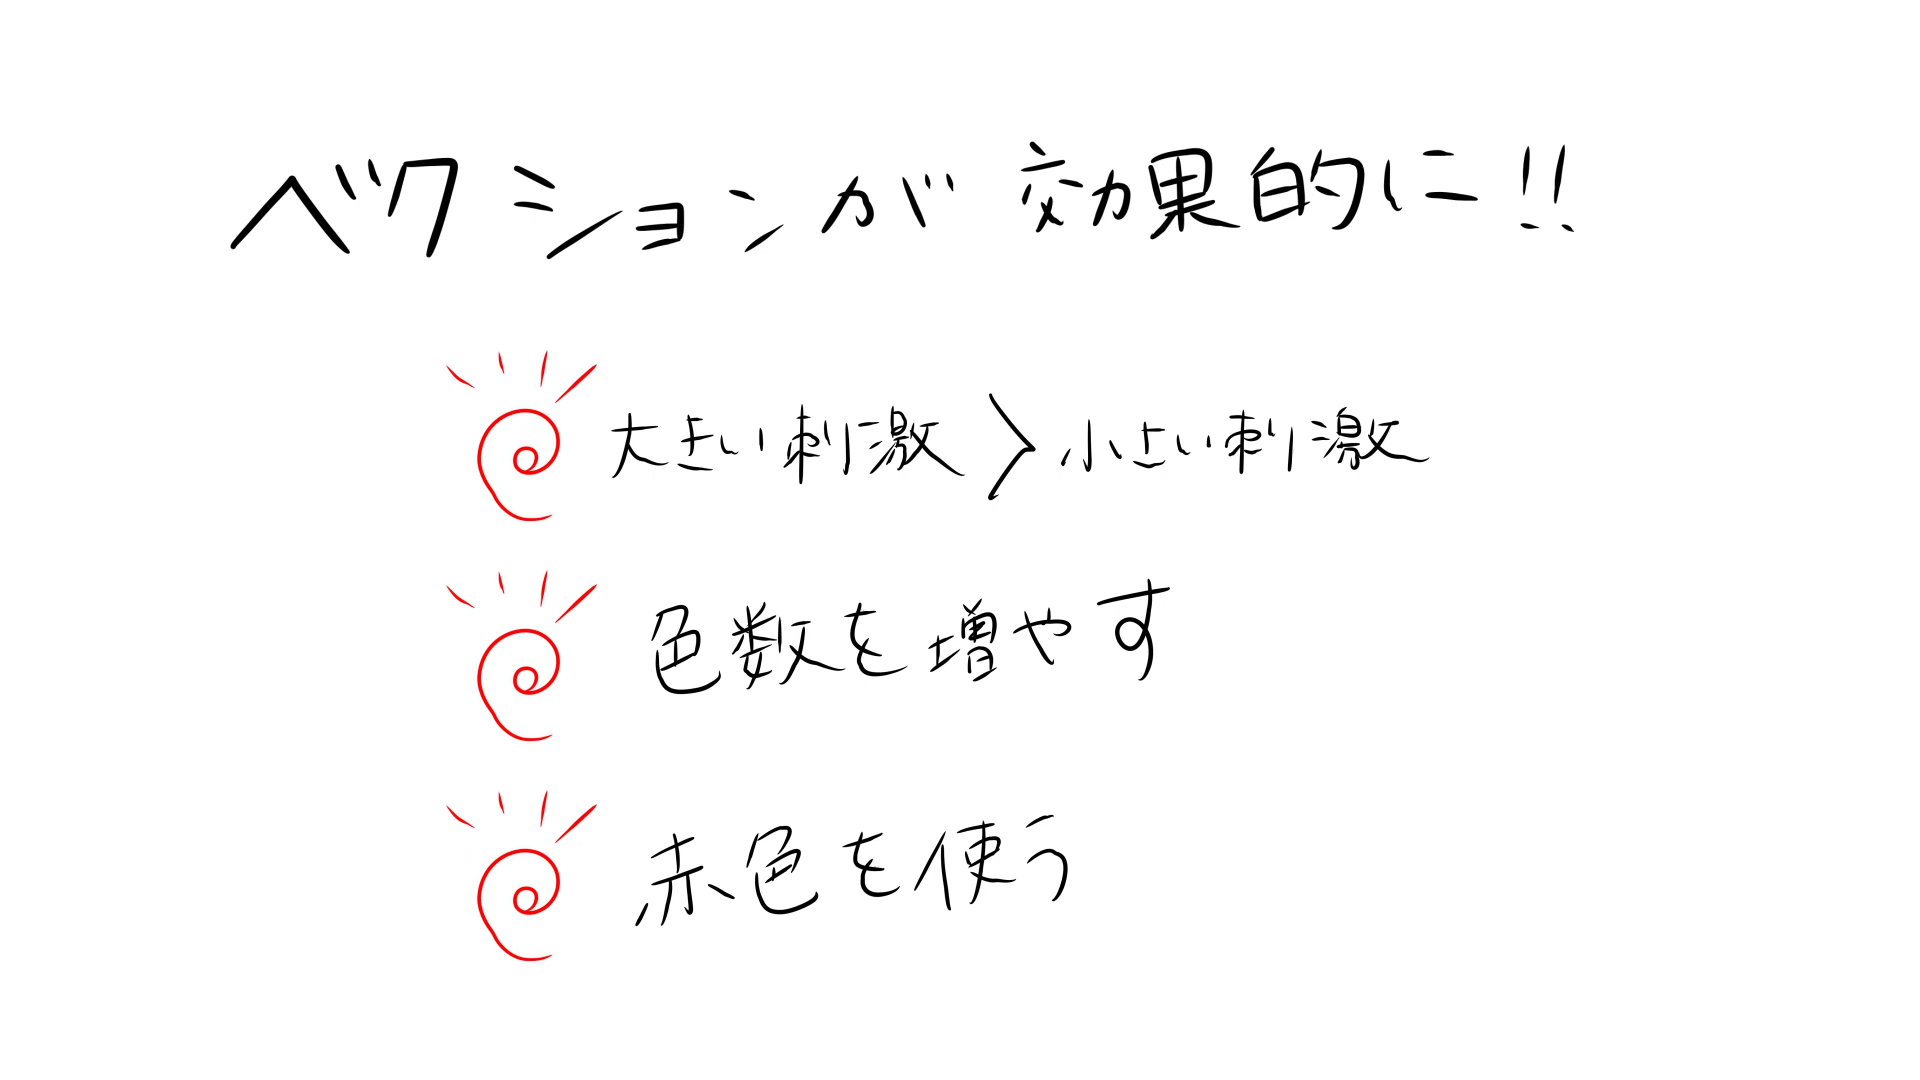 ベクションが効果的に!!
大きい刺激＞小さい刺激
色数を増やす
赤色を使う